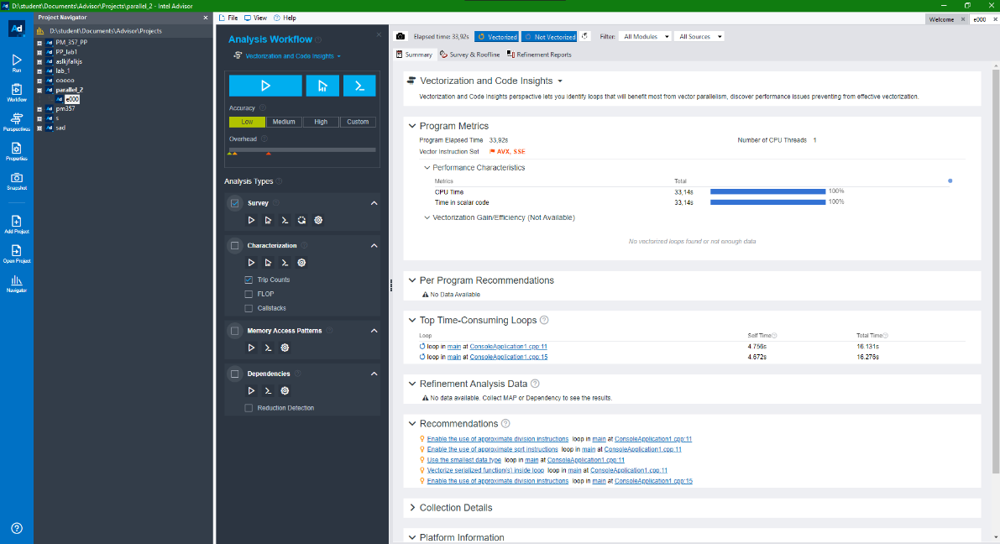 D:\student\Documents\Advisor\Projects\parallel_2 - Intel Advisor
Ad
Run
Workflow
Perspectives
Properties
Snapshot
Add Project
Open Project
Navigator
Project Navigator
D:\student\Documents\Advisor\Projects
PM_357_PP
PP_lab1
aslkjfalkjs
lab_1
ooooo
parallel_2
e000
pm357
s
sad
File View Help
Welcome
e000
Analysis Workflow
Vectorization and Code Insights
Accuracy
Low Medium High Custom
Overhead
Analysis Types
Survey
Characterization
Trip Counts
FLOP
Callstacks
Memory Access Patterns
Dependencies
Reduction Detection
Elapsed time: 33,92s Vectorized Not Vectorized Filter: All Modules All Sources
Summary Survey & Roofline Refinement Reports
Vectorization and Code Insights
Vectorization and Code Insights perspective lets you identify loops that will benefit most from vector parallelism, discover performance issues preventing from effective vectorization.
Program Metrics
Program Elapsed Time 33,92s Number of CPU Threads 1
Vector Instruction Set AVX, SSE
Performance Characteristics
Metrics Total
CPU Time 33,14s 100%
Time in scalar code 33,14s 100%
Vectorization Gain/Efficiency (Not Available)
No vectorized loops found or not enough data
Per Program Recommendations
No Data Available
Top Time-Consuming Loops
Loop Self Time Total Time
loop in main at ConsoleApplication1.cpp:11 4.756s 16.131s
loop in main at ConsoleApplication1.cpp:15 4.672s 16.276s
Refinement Analysis Data
No data available. Collect MAP or Dependency to see the results.
Recommendations
Enable the use of approximate division instructions loop in main at ConsoleApplication1.cpp:11
Enable the use of approximate sqrt instructions loop in main at ConsoleApplication1.cpp:11
Use the smallest data type loop in main at ConsoleApplication1.cpp:11
Vectorize serialized function(s) inside loop loop in main at ConsoleApplication1.cpp:11
Enable the use of approximate division instructions loop in main at ConsoleApplication1.cpp:15
Collection Details
Platform Information